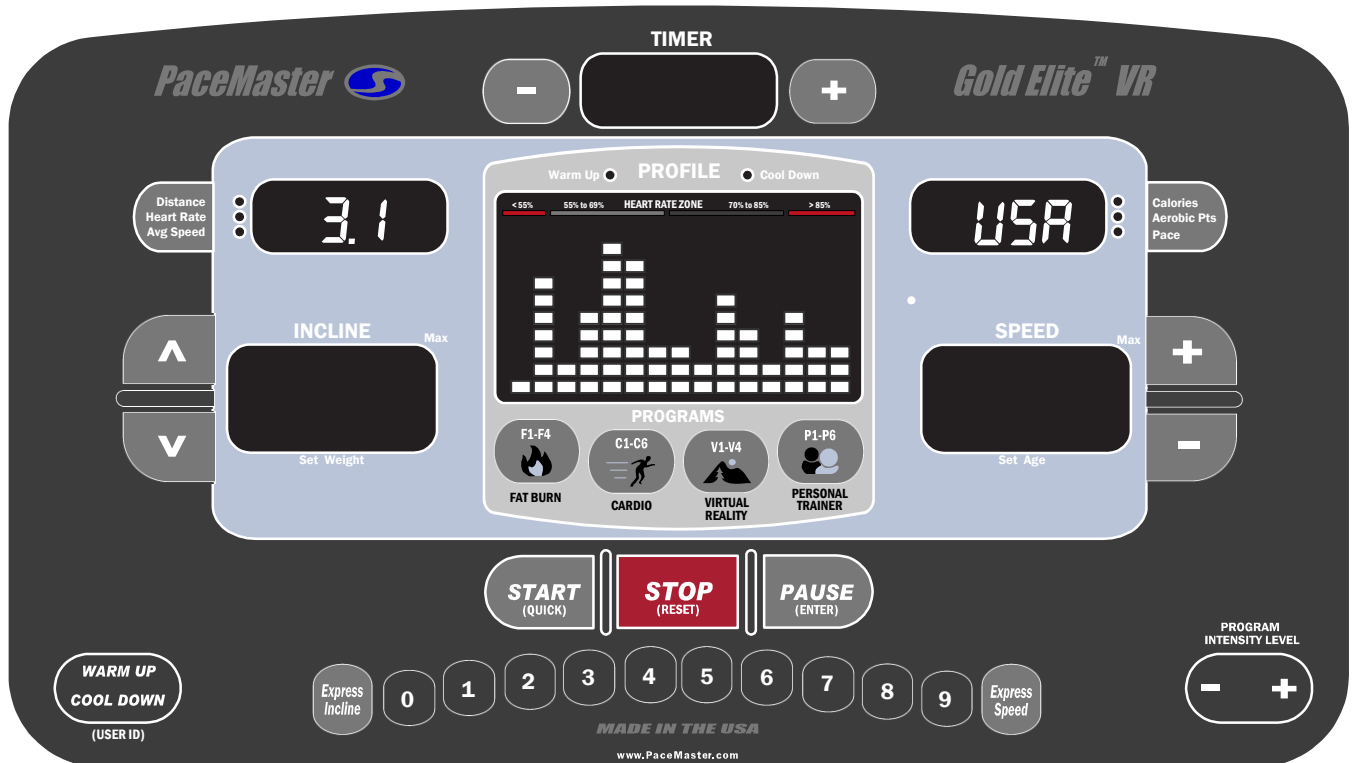 TIMER
PaceMaster
Gold Elite™ VR
- +
Warm Up PROFILE Cool Down
Distance
Heart Rate
Avg Speed
3.1
< 55% 55% to 69% HEART RATE ZONE 70% to 85% > 85%
USA
Calories
Aerobic Pts
Pace
INCLINE
Max
SPEED
Max
+
-
Set Weight
Set Age
PROGRAMS
F1-F4
C1-C6
V1-V4
P1-P6
FAT BURN
CARDIO
VIRTUAL
REALITY
PERSONAL
TRAINER
START
(QUICK)
STOP
(RESET)
PAUSE
(ENTER)
PROGRAM
INTENSITY LEVEL
- +
WARM UP
COOL DOWN
(USER ID)
Express
Incline
0 1 2 3 4 5 6 7 8 9
Express
Speed
MADE IN THE USA
www.PaceMaster.com